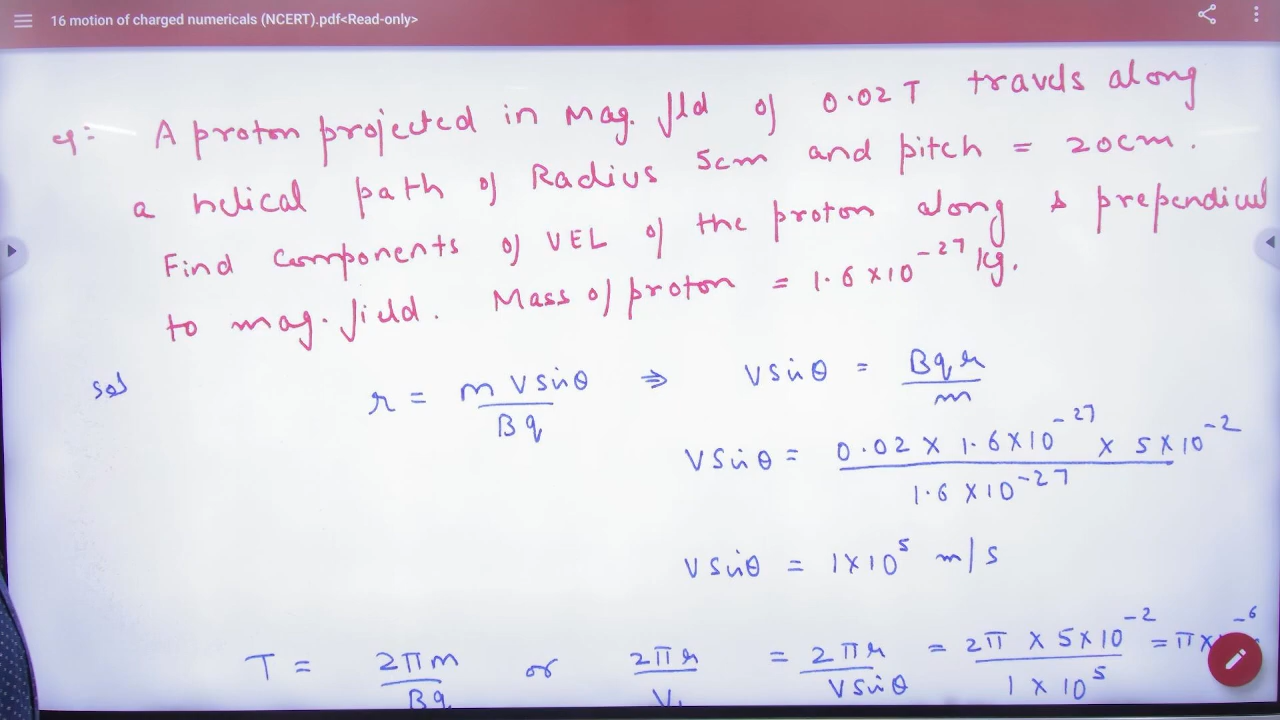 16 motion of charged numericals (NCERT).pdf<Read-only>
q: A proton projected in mag. fld of 0.02 T travels along
a helical path of Radius 5cm and pitch = 20cm.
Find components of VEL of the proton along & prependicul
to mag. field. Mass of proton = 1.6 × 10⁻²⁷ kg.
sol r = m V sinθ / Bq ⇒ V sinθ = Bqr / m
V sinθ = 0.02 × 1.6 × 10⁻²⁷ × 5 × 10⁻² / 1.6 × 10⁻²⁷
V sinθ = 1 × 10⁵ m/s
T = 2πm / Bq or 2πr / V = 2πr / V sinθ = 2π × 5 × 10⁻² / 1 × 10⁵ = π × ⁻⁶